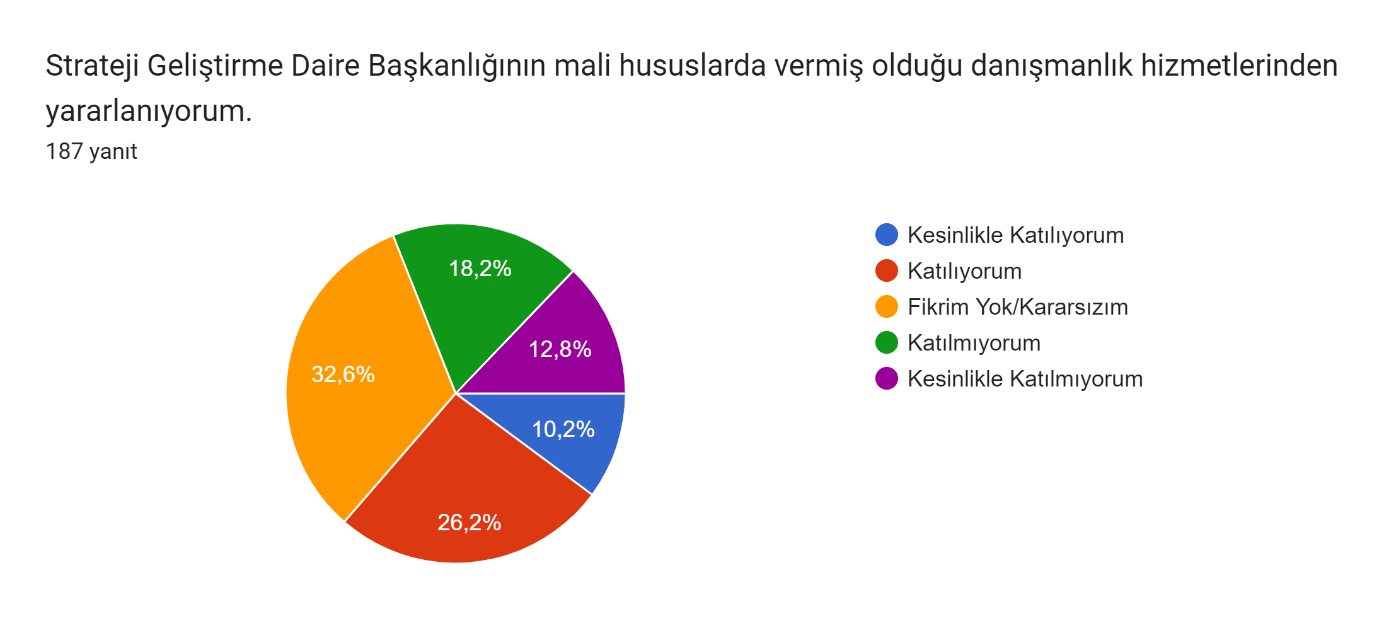 Strateji Geliştirme Daire Başkanlığının mali hususlarda vermiş olduğu danışmanlık hizmetlerinden
yararlanıyorum.
187 yanıt
18,2%
12,8%
32,6%
10,2%
26,2%
Kesinlikle Katılıyorum
Katılıyorum
Fikrim Yok/Kararsızım
Katılmıyorum
Kesinlikle Katılmıyorum